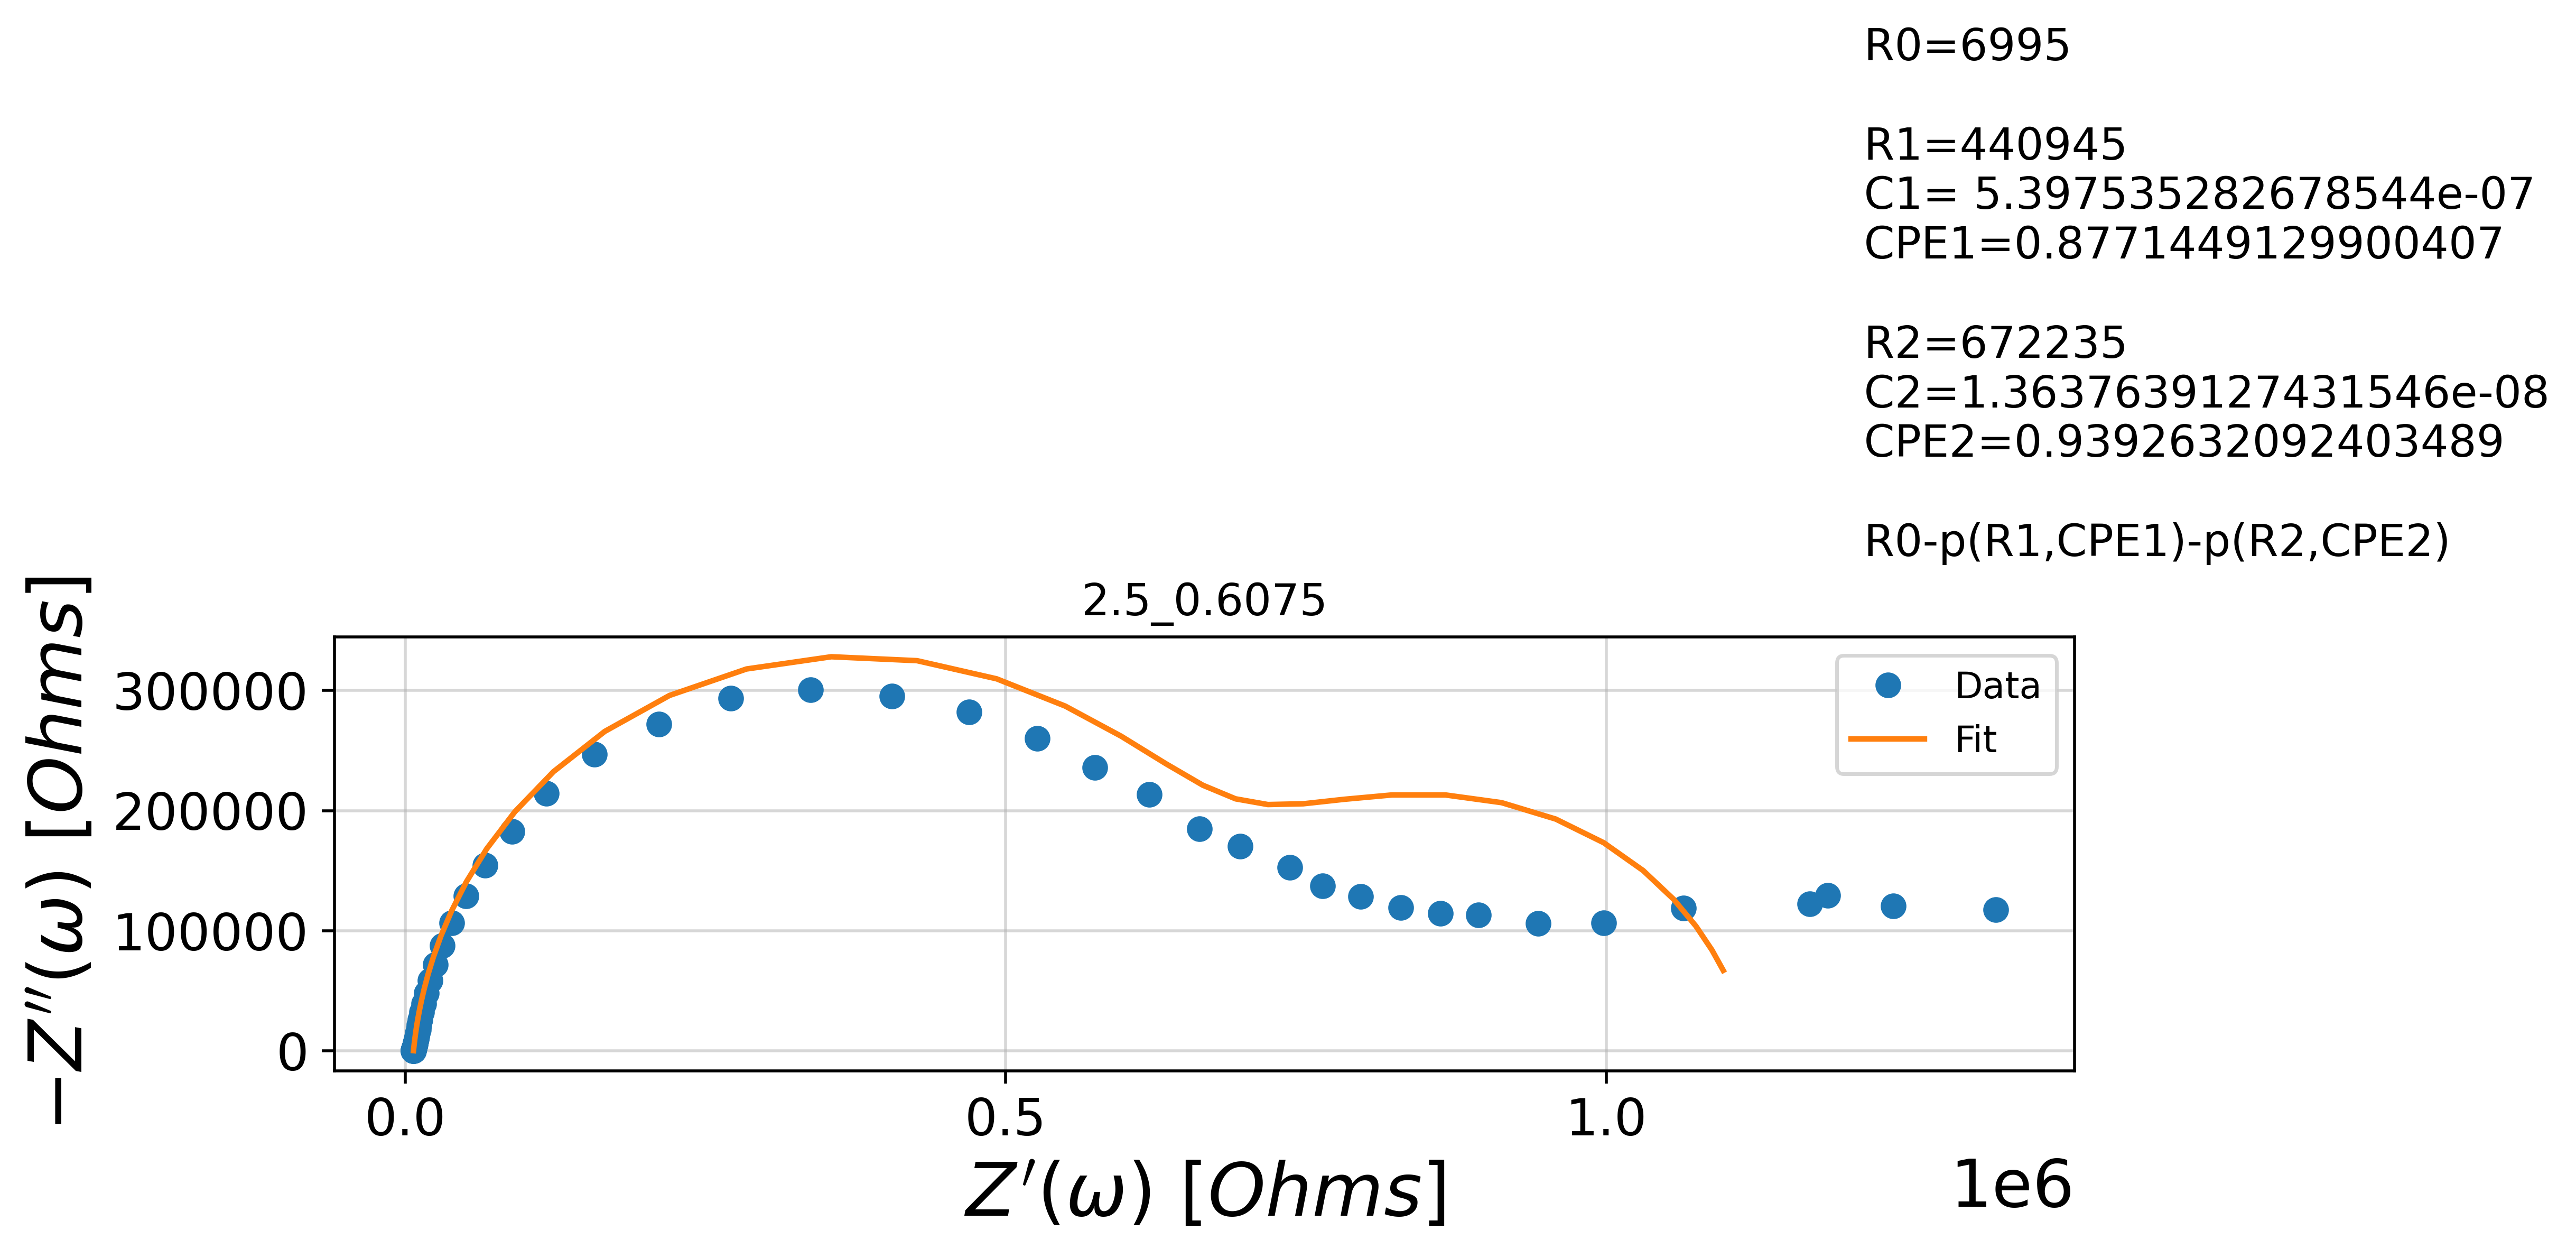 R0=6995
R1=440945
C1= 5.3975352826785​44e-07
CPE1=0.8771449129900407
R2=672235
C2=1.3637639127431546e-08
CPE2=0.9392632092403489
R0-p(R1,CPE1)-p(R2,CPE2)
2.5_0.6075
−Z′′(ω) [Ohms]
300000
200000
100000
0
Data
Fit
0.0
0.5
1.0
Z′(ω) [Ohms]
1e6